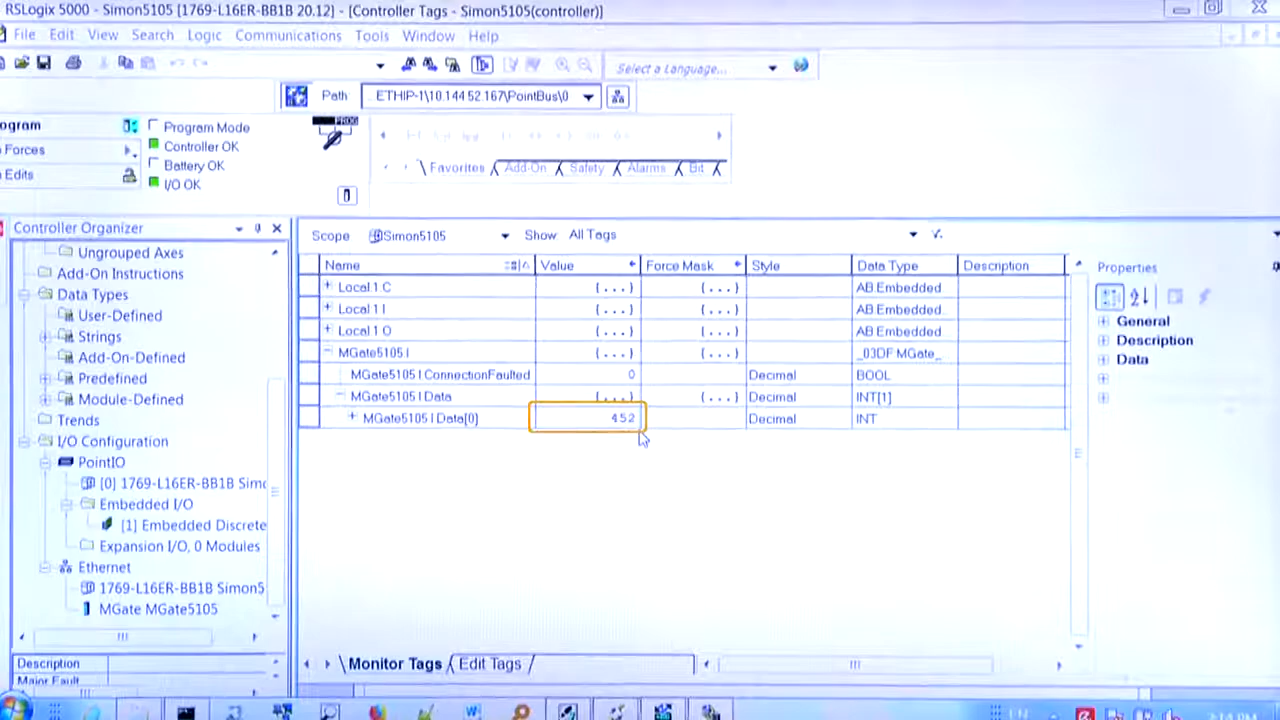 RSLogix 5000 - Simon5105 [1769-L16ER-BB1B 20.12] - [Controller Tags - Simon5105(controller)]
File Edit View Search Logic Communications Tools Window Help
Select a Language...
Path ETHIP-1\10.144 52.167\PointBus\0
ogram
Program Mode
PROG
Forces
Controller OK
Edits
Battery OK
I/O OK
Favorites Add-On Safety Alarms Bit
Controller Organizer
Ungrouped Axes
Add-On Instructions
Data Types
User-Defined
Strings
Add-On-Defined
Predefined
Module-Defined
Trends
I/O Configuration
PointIO
[0] 1769-L16ER-BB1B Simo
Embedded I/O
[1] Embedded Discrete
Expansion I/O, 0 Modules
Ethernet
1769-L16ER-BB1B Simon5
MGate MGate5105
Description
Major Fault
Scope Simon5105 Show All Tags
Name Value Force Mask Style Data Type Description
Local 1 C {...} {...} AB Embedded
Local 1 I {...} {...} AB Embedded
Local 1 O {...} {...} AB Embedded
MGate5105 I {...} {...} _03DF MGate_
MGate5105 I ConnectionFaulted 0 Decimal BOOL
MGate5105 I Data {...} {...} Decimal INT[1]
MGate5105 I Data[0] 452 Decimal INT
Monitor Tags Edit Tags
Properties
General
Description
Data
EN